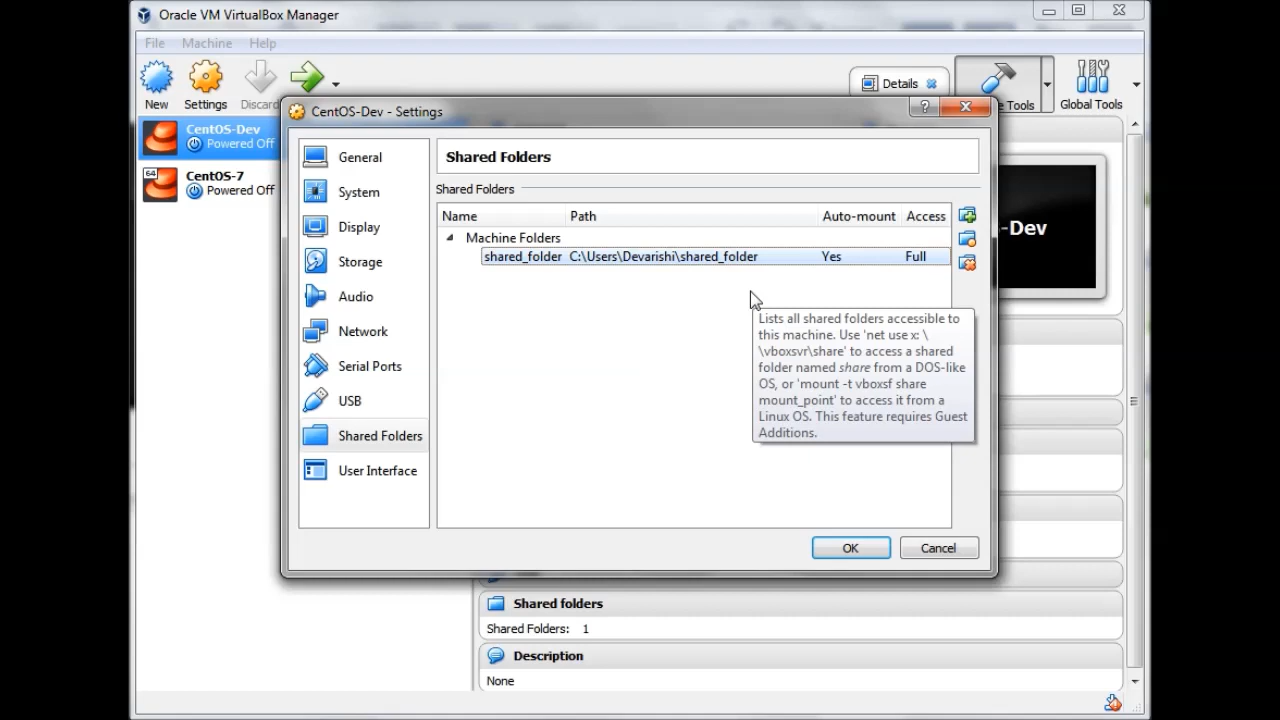 Oracle VM VirtualBox Manager
File Machine Help
New Settings Discard
Details
Tools
Global Tools
CentOS-Dev
Powered Off
64
CentOS-7
Powered Off
-Dev
CentOS-Dev - Settings
?
General
System
Display
Storage
Audio
Network
Serial Ports
USB
Shared Folders
User Interface
Shared Folders
Shared Folders
Name Path Auto-mount Access
Machine Folders
shared_folder C:\Users\Devarishi\shared_folder Yes Full
Lists all shared folders accessible to
this machine. Use 'net use x: \
\vboxsvr\share' to access a shared
folder named share from a DOS-like
OS, or 'mount -t vboxsf share
mount_point' to access it from a
Linux OS. This feature requires Guest
Additions.
OK Cancel
Shared folders
Shared Folders: 1
Description
None